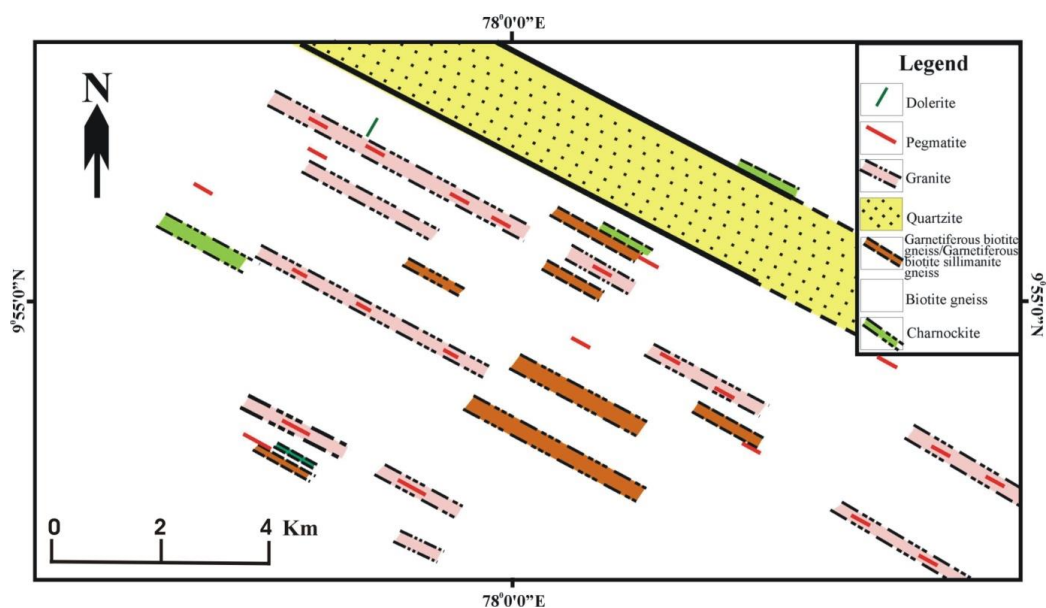 78°0'0"E
N
Legend
Dolerite
Pegmatite
Granite
Quartzite
Garnetiferous biotite
gneiss/Garnetiferous
biotite sillimanite
gneiss
Biotite gneiss
Charnockite
9°55'0"N
9°55'0"N
0 2 4 Km
78°0'0"E